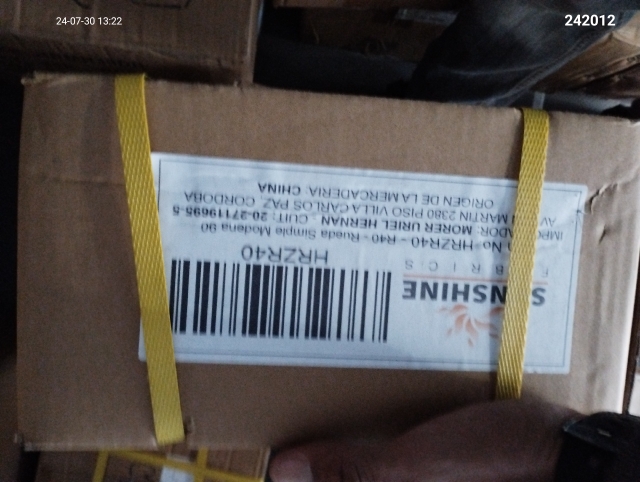 24-07-30 13:22
242012
SUNSHINE
FABRICS
HRZR40
No HRZR40 - R40 - Rueda Simple Modena 90
MORER URIEL HERNAN CUIT: 20-27119695-5
MARTIN 2380 PISO VILLA CARLOS PAZ, CORDOBA
ORIGEN DE LA MERCADERIA: CHINA